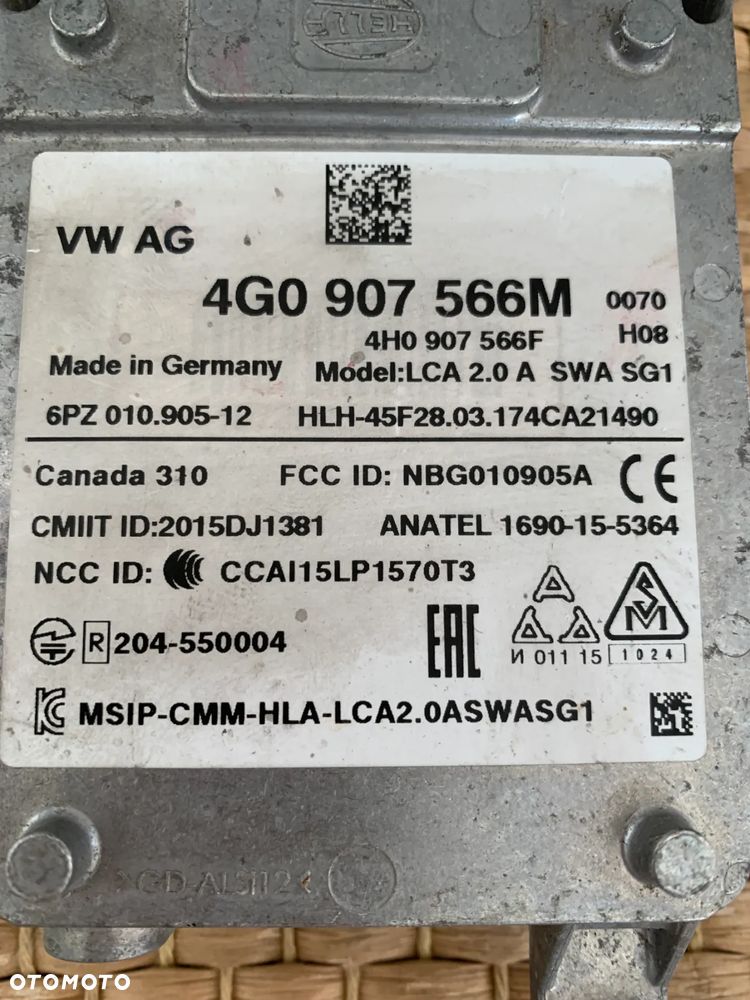 HELLA
VW AG
4G0 907 566M 0070
4H0 907 566F H08
Made in Germany Model:LCA 2.0 A SWA SG1
6PZ 010.905-12 HLH-45F28.03.174CA21490
Canada 310 FCC ID: NBG010905A CE
CMIIT ID:2015DJ1381 ANATEL 1690-15-5364
NCC ID: CCAI15LP1570T3
R 204-550004 EAC
И 011 15 1024
MSIP-CMM-HLA-LCA2.0ASWASG1
>GD-ALSI12<
OTOMOTO